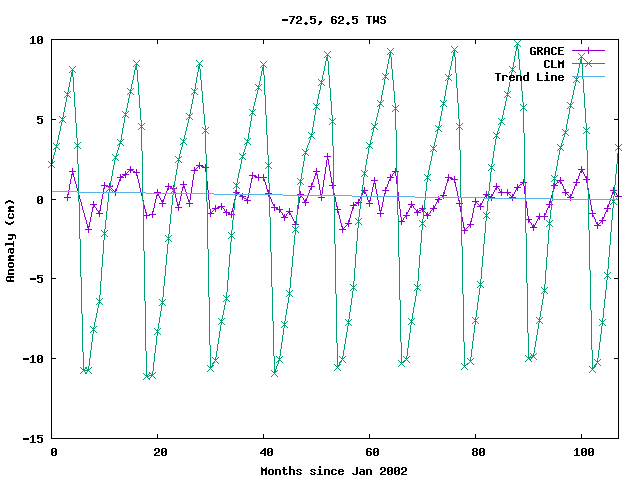 -72.5, 62.5 TWS
GRACE
CLM
Trend Line
10
5
0
-5
-10
-15
Anomaly (cm)
0 20 40 60 80 100
Months since Jan 2002